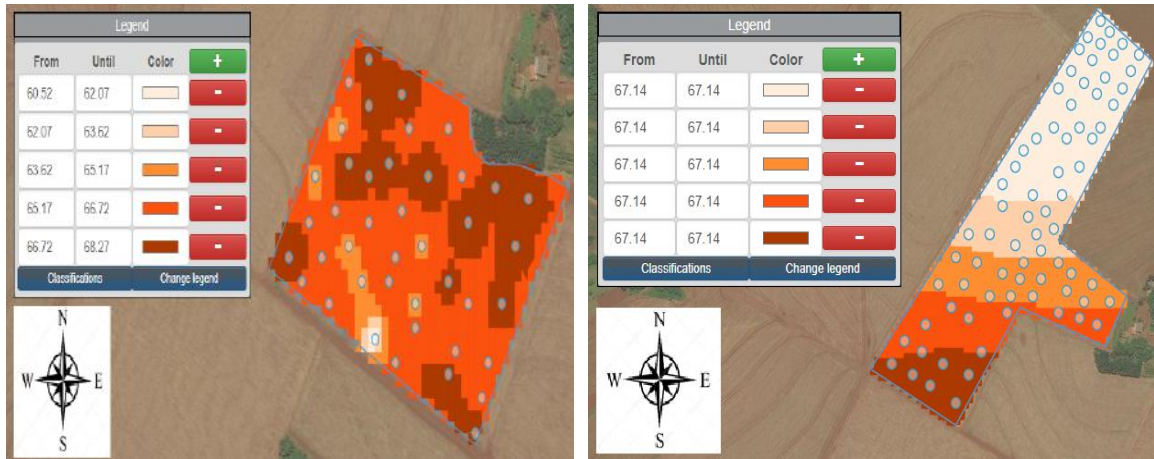 Legend
From Until Color +
60.52 62.07 -
62.07 63.62 -
63.62 65.17 -
65.17 66.72 -
66.72 68.27 -
Classifications Change legend
N
W E
S
Legend
From Until Color +
67.14 67.14 -
67.14 67.14 -
67.14 67.14 -
67.14 67.14 -
67.14 67.14 -
Classifications Change legend
N
W E
S